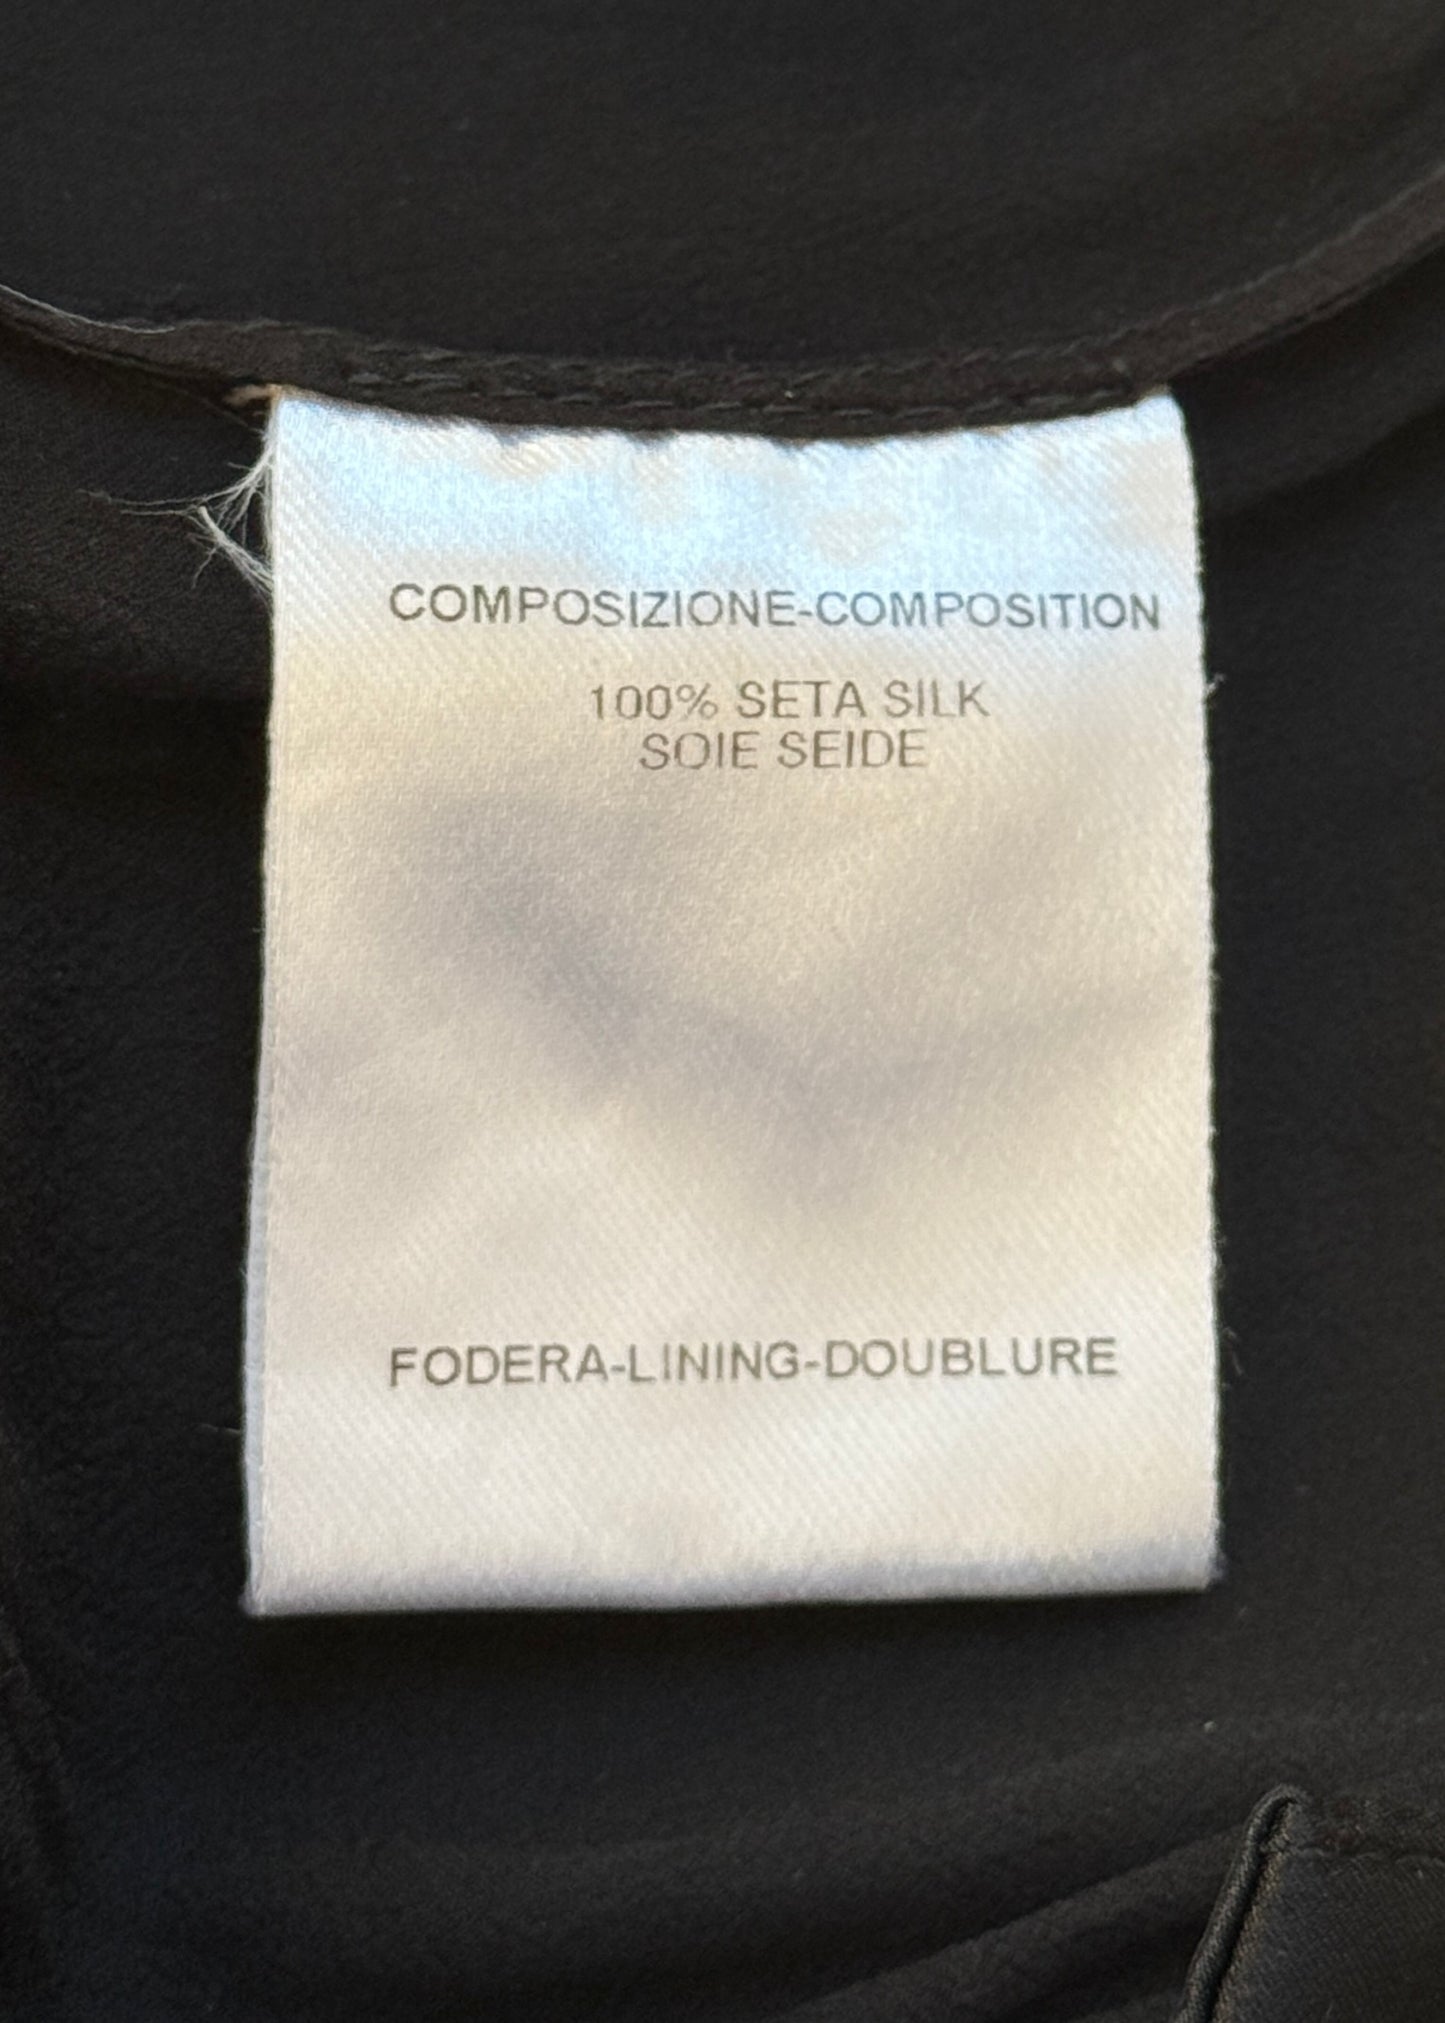 COMPOSIZIONE-COMPOSITION
100% SETA SILK
SOIE SEIDE
FODERA-LINING-DOUBLURE